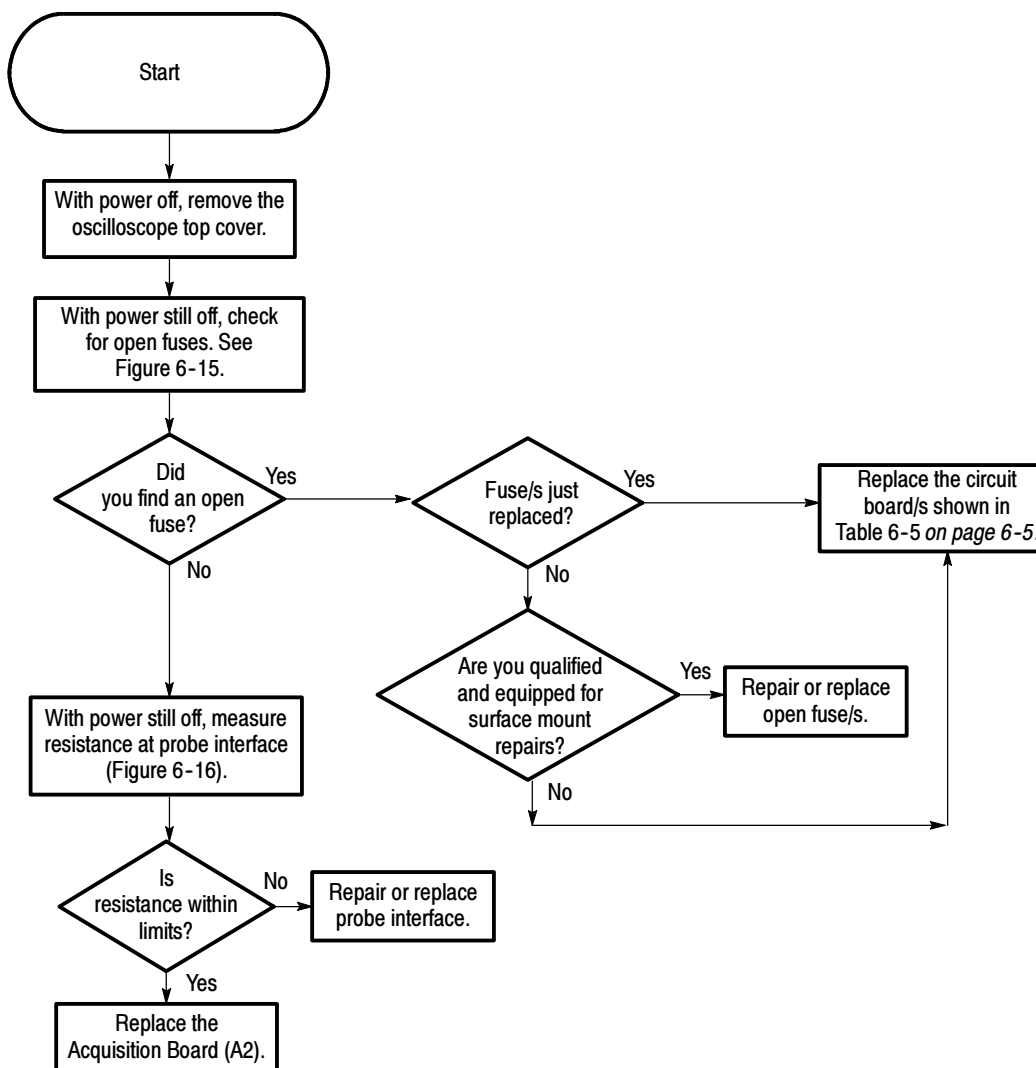 Start
With power off, remove the
oscilloscope top cover.
With power still off, check
for open fuses. See
Figure 6-15.
Did
you find an open
fuse?
Yes
No
Fuse/s just
replaced?
Yes
No
Replace the circuit
board/s shown in
Table 6-5 on page 6-5.
Are you qualified
and equipped for
surface mount
repairs?
Yes
No
Repair or replace
open fuse/s.
With power still off, measure
resistance at probe interface
(Figure 6-16).
Is
resistance within
limits?
No
Yes
Repair or replace
probe interface.
Replace the
Acquisition Board (A2).